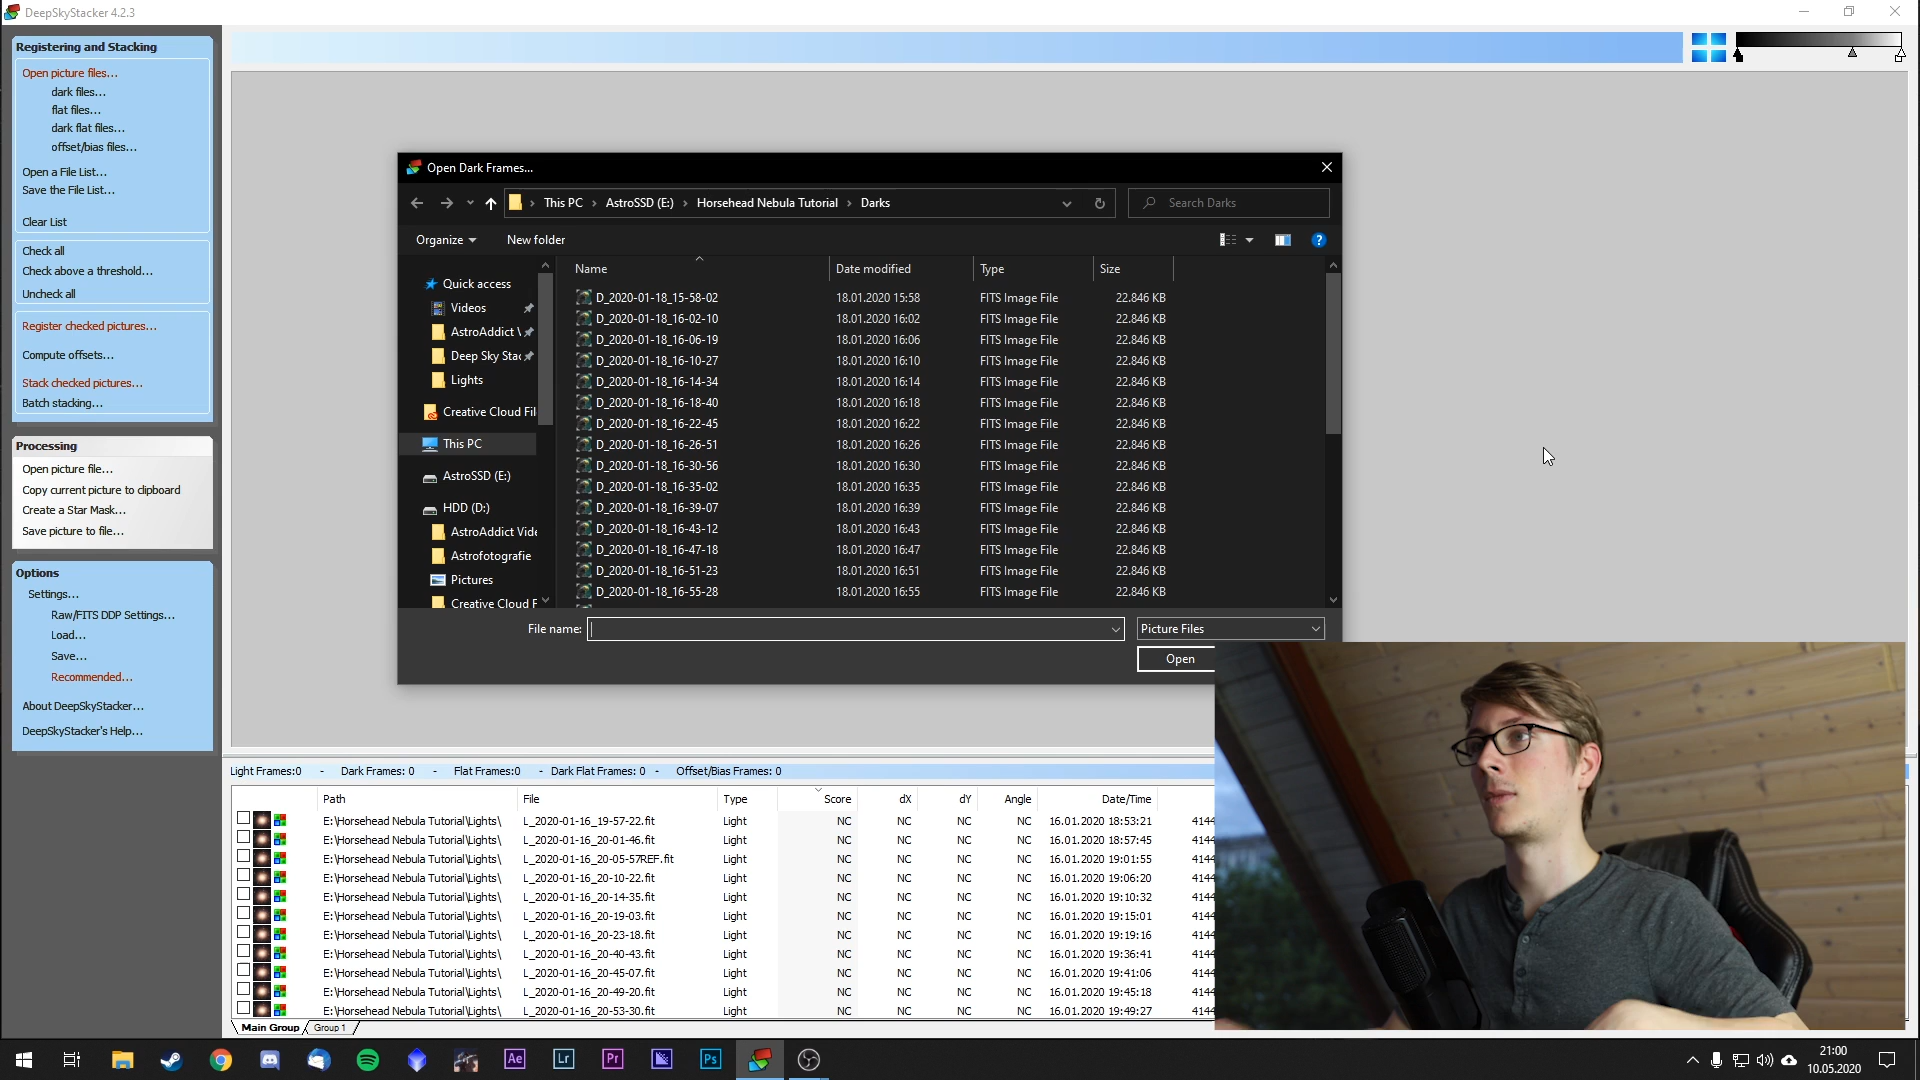 DeepSkyStacker 4.2.3
Registering and Stacking
Open picture files...
dark files...
flat files...
dark flat files...
offset/bias files...
Open a File List...
Save the File List...
Clear List
Check all
Check above a threshold...
Uncheck all
Register checked pictures...
Compute offsets...
Stack checked pictures...
Batch stacking...
Processing
Open picture file...
Copy current picture to clipboard
Create a Star Mask...
Save picture to file...
Options
Settings...
Raw/FITS DDP Settings...
Load...
Save...
Recommended...
About DeepSkyStacker...
DeepSkyStacker's Help...
Open Dark Frames...
This PC > AstroSSD (E:) > Horsehead Nebula Tutorial > Darks
Search Darks
Organize
New folder
?
Quick access
Videos
AstroAddict \
Deep Sky Stac
Lights
Creative Cloud Fil
This PC
AstroSSD (E:)
HDD (D:)
AstroAddict Vide
Astrofotografie
Pictures
Creative Cloud F
Name Date modified Type Size
D_2020-01-18_15-58-02 18.01.2020 15:58 FITS Image File 22.846 KB
D_2020-01-18_16-02-10 18.01.2020 16:02 FITS Image File 22.846 KB
D_2020-01-18_16-06-19 18.01.2020 16:06 FITS Image File 22.846 KB
D_2020-01-18_16-10-27 18.01.2020 16:10 FITS Image File 22.846 KB
D_2020-01-18_16-14-34 18.01.2020 16:14 FITS Image File 22.846 KB
D_2020-01-18_16-18-40 18.01.2020 16:18 FITS Image File 22.846 KB
D_2020-01-18_16-22-45 18.01.2020 16:22 FITS Image File 22.846 KB
D_2020-01-18_16-26-51 18.01.2020 16:26 FITS Image File 22.846 KB
D_2020-01-18_16-30-56 18.01.2020 16:30 FITS Image File 22.846 KB
D_2020-01-18_16-35-02 18.01.2020 16:35 FITS Image File 22.846 KB
D_2020-01-18_16-39-07 18.01.2020 16:39 FITS Image File 22.846 KB
D_2020-01-18_16-43-12 18.01.2020 16:43 FITS Image File 22.846 KB
D_2020-01-18_16-47-18 18.01.2020 16:47 FITS Image File 22.846 KB
D_2020-01-18_16-51-23 18.01.2020 16:51 FITS Image File 22.846 KB
D_2020-01-18_16-55-28 18.01.2020 16:55 FITS Image File 22.846 KB
File name:
Picture Files
Open
Light Frames:0 - Dark Frames: 0 - Flat Frames:0 - Dark Flat Frames: 0 - Offset/Bias Frames: 0
Path File Type Score dX dY Angle Date/Time
E:\Horsehead Nebula Tutorial\Lights\ L_2020-01-16_19-57-22.fit Light NC NC NC NC 16.01.2020 18:53:21 4144
E:\Horsehead Nebula Tutorial\Lights\ L_2020-01-16_20-01-46.fit Light NC NC NC NC 16.01.2020 18:57:45 4144
E:\Horsehead Nebula Tutorial\Lights\ L_2020-01-16_20-05-57REF.fit Light NC NC NC NC 16.01.2020 19:01:55 4144
E:\Horsehead Nebula Tutorial\Lights\ L_2020-01-16_20-10-22.fit Light NC NC NC NC 16.01.2020 19:06:20 4144
E:\Horsehead Nebula Tutorial\Lights\ L_2020-01-16_20-14-35.fit Light NC NC NC NC 16.01.2020 19:10:32 4144
E:\Horsehead Nebula Tutorial\Lights\ L_2020-01-16_20-19-03.fit Light NC NC NC NC 16.01.2020 19:15:01 4144
E:\Horsehead Nebula Tutorial\Lights\ L_2020-01-16_20-23-18.fit Light NC NC NC NC 16.01.2020 19:19:16 4144
E:\Horsehead Nebula Tutorial\Lights\ L_2020-01-16_20-40-43.fit Light NC NC NC NC 16.01.2020 19:36:41 4144
E:\Horsehead Nebula Tutorial\Lights\ L_2020-01-16_20-45-07.fit Light NC NC NC NC 16.01.2020 19:41:06 4144
E:\Horsehead Nebula Tutorial\Lights\ L_2020-01-16_20-49-20.fit Light NC NC NC NC 16.01.2020 19:45:18 4144
E:\Horsehead Nebula Tutorial\Lights\ L_2020-01-16_20-53-30.fit Light NC NC NC NC 16.01.2020 19:49:27 4144
Main Group
Group 1
Ae
Lr
Pr
Ps
21:00
10.05.2020